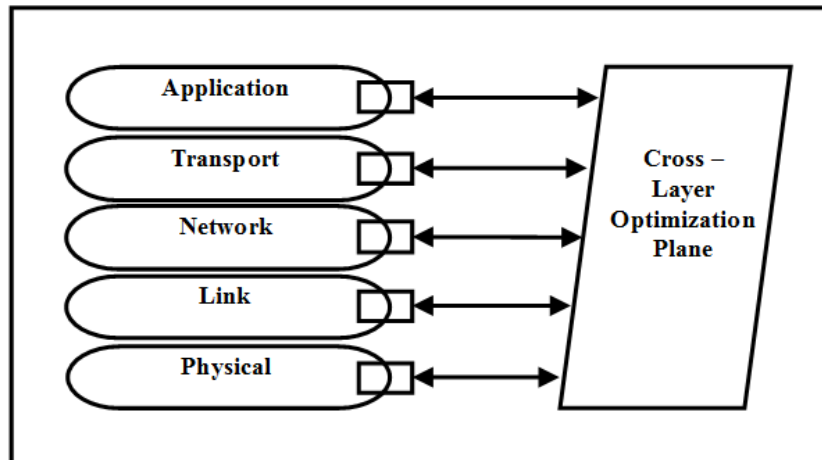 Application
Transport
Network
Link
Physical
Cross –
Layer
Optimization
Plane